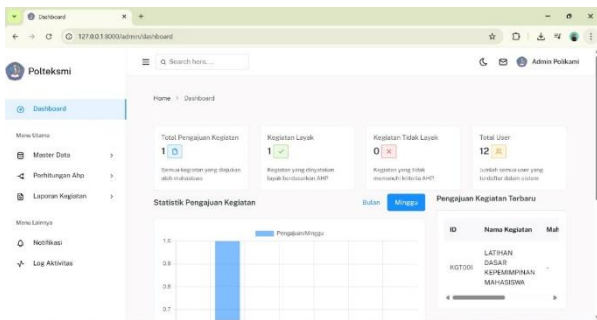 Dashboard
127.0.0.1:8000/admin/dashboard
Polteksmi
Search here....
Admin Polikami
Dashboard
Menu Utama
Master Data
Perhitungan Ahp
Laporan Kegiatan
Menu Lainnya
Notifikasi
Log Aktivitas
Home > Dashboard
Total Pengajuan Kegiatan
1
Semua kegiatan yang diajukan
oleh mahasiswa
Kegiatan Layak
1
Kegiatan yang dinyatakan
layak berdasarkan AHP
Kegiatan Tidak Layak
0
Kegiatan yang tidak
memenuhi kriteria AHP
Total User
12
Jumlah semua user yang
terdaftar dalam sistem
Statistik Pengajuan Kegiatan
Bulan
Minggu
Pengajuan/Minggu
1.0
0.9
0.8
0.7
Pengajuan Kegiatan Terbaru
ID Nama Kegiatan Mah
KGT001
LATIHAN
DASAR
KEPEMIMPINAN
MAHASISWA
-